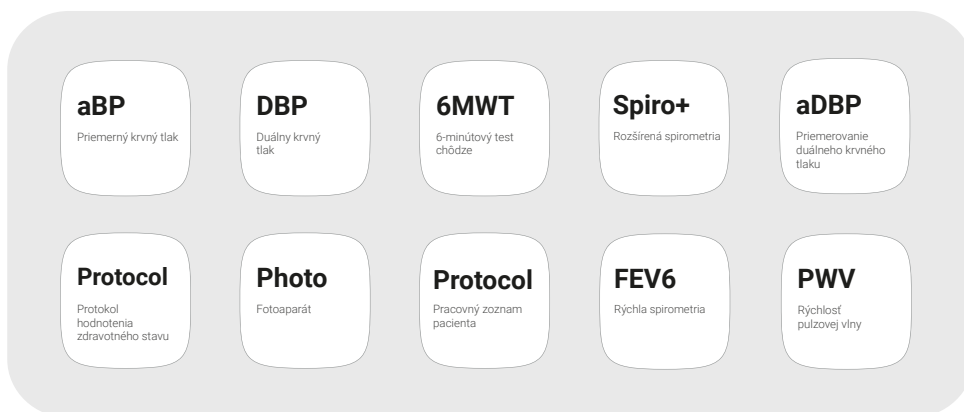 aBP
Priemerný krvný tlak
DBP
Duálny krvný
tlak
6MWT
6-minútový test
chôdze
Spiro+
Rozšírená spirometria
aDBP
Priemerovanie
duálneho krvného
tlaku
Protocol
Protokol
hodnotenia
zdravotného stavu
Photo
Fotoaparát
Protocol
Pracovný zoznam
pacienta
FEV6
Rýchla spirometria
PWV
Rýchlosť
pulzovej vlny